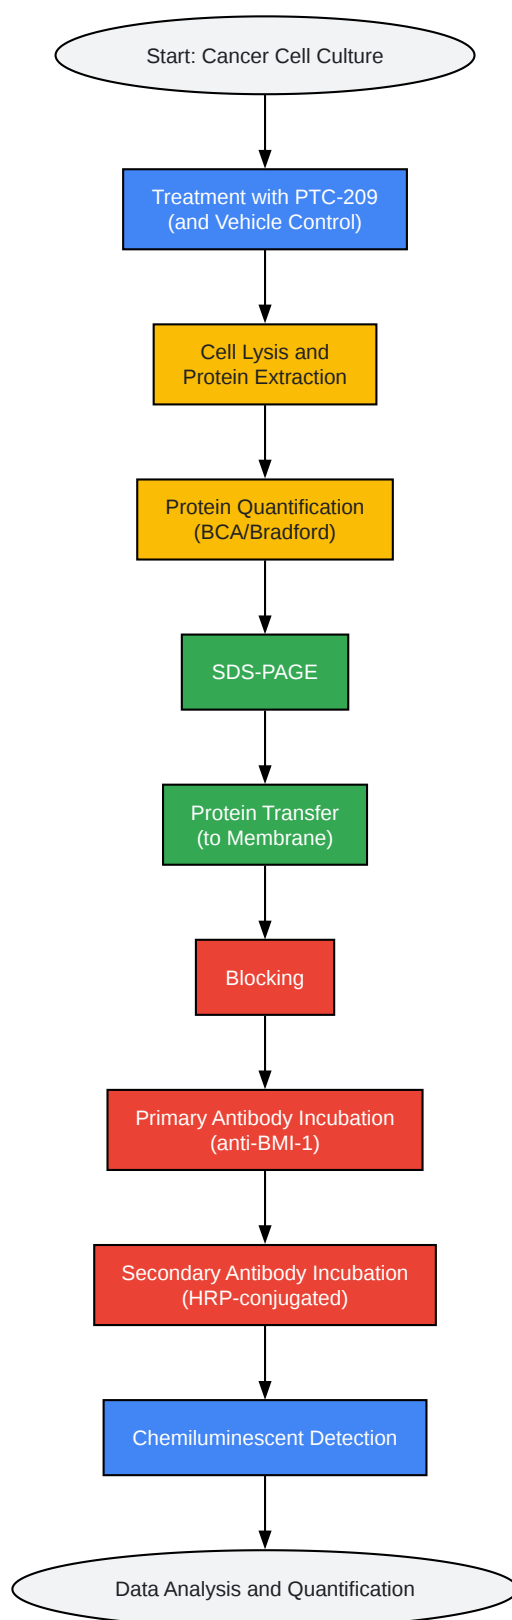 Start: Cancer Cell Culture
Treatment with PTC-209
(and Vehicle Control)
Cell Lysis and
Protein Extraction
Protein Quantification
(BCA/Bradford)
SDS-PAGE
Protein Transfer
(to Membrane)
Blocking
Primary Antibody Incubation
(anti-BMI-1)
Secondary Antibody Incubation
(HRP-conjugated)
Chemiluminescent Detection
Data Analysis and Quantification